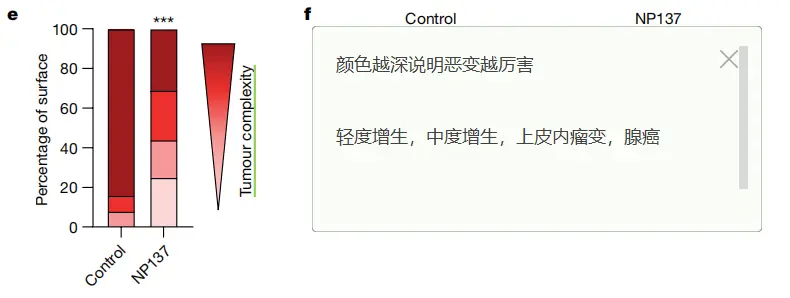 e
***
100
80
60
40
20
0
Percentage of surface
Control
NP137
Tumour complexity
f
Control
NP137
颜色越深说明恶变越厉害
轻度增生，中度增生，上皮内瘤变，腺癌